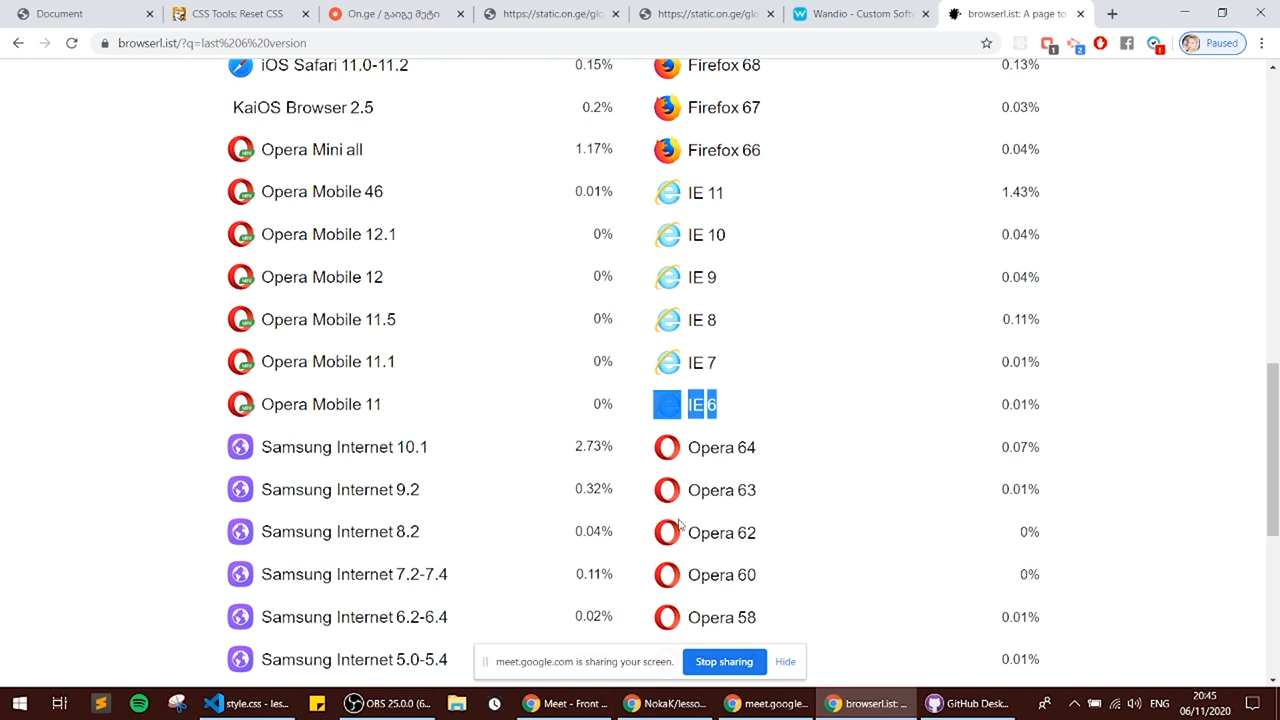 Document
CSS Tools: Reset CSS
On.ge / გაიგე მეტი
https://static.on.ge/glo
https://static.on.ge/glo
Wandio - Custom Soft
browserl.ist: A page to
browserl.ist/?q=last%206%20version
1
2
Paused
iOS Safari 11.0-11.2 0.15%
Firefox 68 0.13%
KaiOS Browser 2.5 0.2%
Firefox 67 0.03%
Opera Mini all 1.17%
Firefox 66 0.04%
Opera Mobile 46 0.01%
IE 11 1.43%
Opera Mobile 12.1 0%
IE 10 0.04%
Opera Mobile 12 0%
IE 9 0.04%
Opera Mobile 11.5 0%
IE 8 0.11%
Opera Mobile 11.1 0%
IE 7 0.01%
Opera Mobile 11 0%
IE 6 0.01%
Samsung Internet 10.1 2.73%
Opera 64 0.07%
Samsung Internet 9.2 0.32%
Opera 63 0.01%
Samsung Internet 8.2 0.04%
Opera 62 0%
Samsung Internet 7.2-7.4 0.11%
Opera 60 0%
Samsung Internet 6.2-6.4 0.02%
Opera 58 0.01%
Samsung Internet 5.0-5.4
0.01%
meet.google.com is sharing your screen. Stop sharing Hide
style.css - les...
OBS 25.0.0 (6...
Meet - Front ...
NokaK/lesso...
meet.google...
browserl.ist: ...
GitHub Desk...
ENG
20:45
06/11/2020